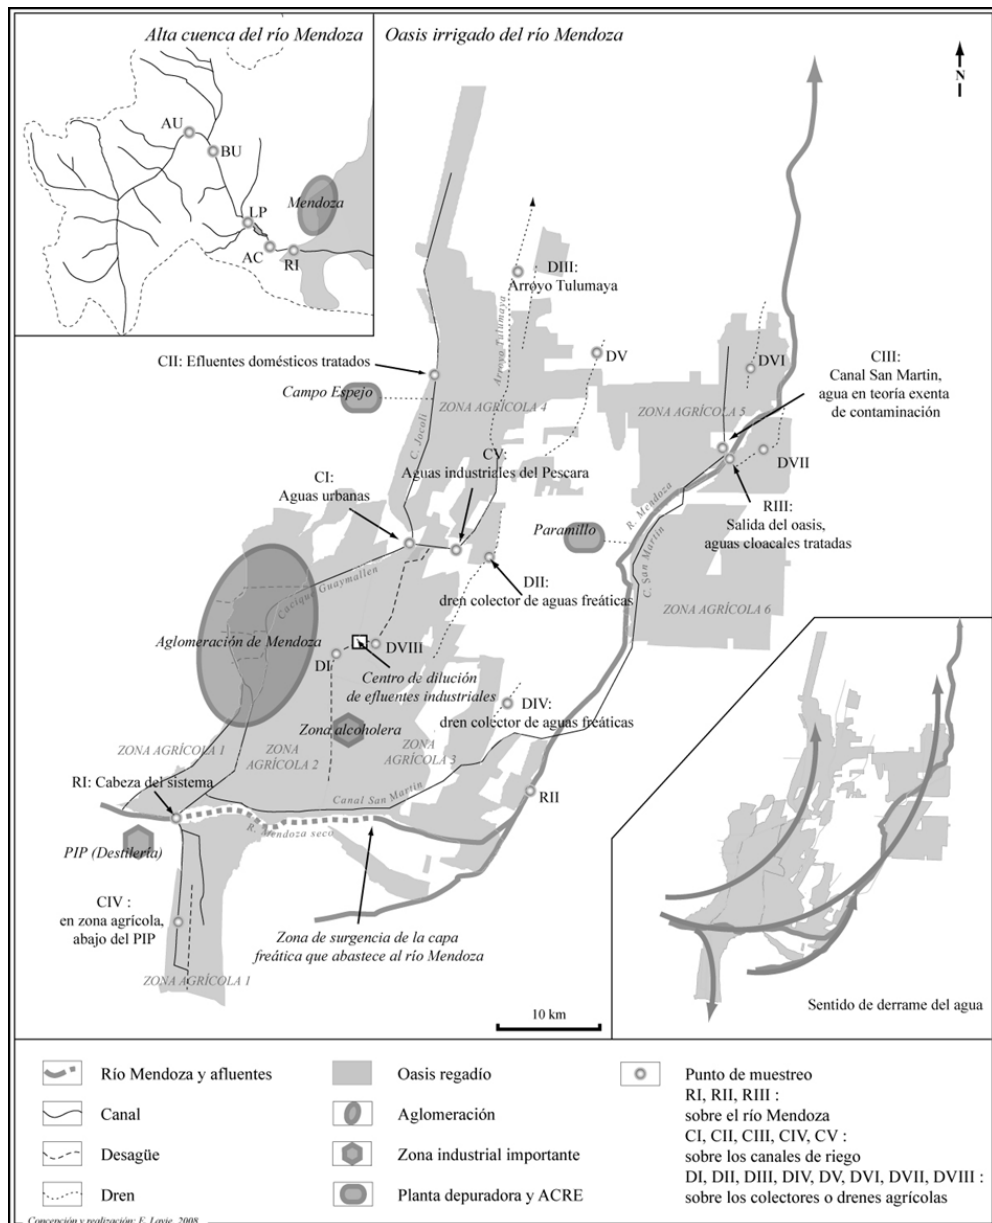 Alta cuenca del río Mendoza
Oasis irrigado del río Mendoza
N
AU
BU
LP
Mendoza
AC
RI
DIII:
Arroyo Tulumaya
Arroyo Tulumaya
DV
DVI
CII: Efluentes domésticos tratados
CIII:
Canal San Martin,
agua en teoría exenta
de contaminación
Campo Espejo
ZONA AGRÍCOLA 4
ZONA AGRÍCOLA 5
C. Jocoli
CV:
Aguas industriales del Pescara
DVII
CI:
Aguas urbanas
RIII:
Salida del oasis,
aguas cloacales tratadas
Paramillo
R. Mendoza
C. San Martin
Cacique Guaymallen
DII:
dren colector de aguas freáticas
ZONA AGRÍCOLA 6
Aglomeración de Mendoza
DI
DVIII
Centro de dilución
de efluentes industriales
DIV:
dren colector de aguas freáticas
Zona alcoholera
ZONA AGRÍCOLA 1
ZONA
AGRÍCOLA 2
ZONA
AGRÍCOLA 3
RI: Cabeza del sistema
Canal San Martin
RII
R. Mendoza seco
PIP (Destilería)
CIV :
en zona agrícola,
abajo del PIP
Zona de surgencia de la capa
freática que abastece al río Mendoza
ZONA AGRÍCOLA 1
10 km
Sentido de derrame del agua
Río Mendoza y afluentes
Canal
Desagüe
Dren
Oasis regadío
Aglomeración
Zona industrial importante
Planta depuradora y ACRE
Punto de muestreo
RI, RII, RIII :
sobre el río Mendoza
CI, CII, CIII, CIV, CV :
sobre los canales de riego
DI, DII, DIII, DIV, DV, DVI, DVII, DVIII :
sobre los colectores o drenes agrícolas
Concepción y realización: E. Lavie, 2008